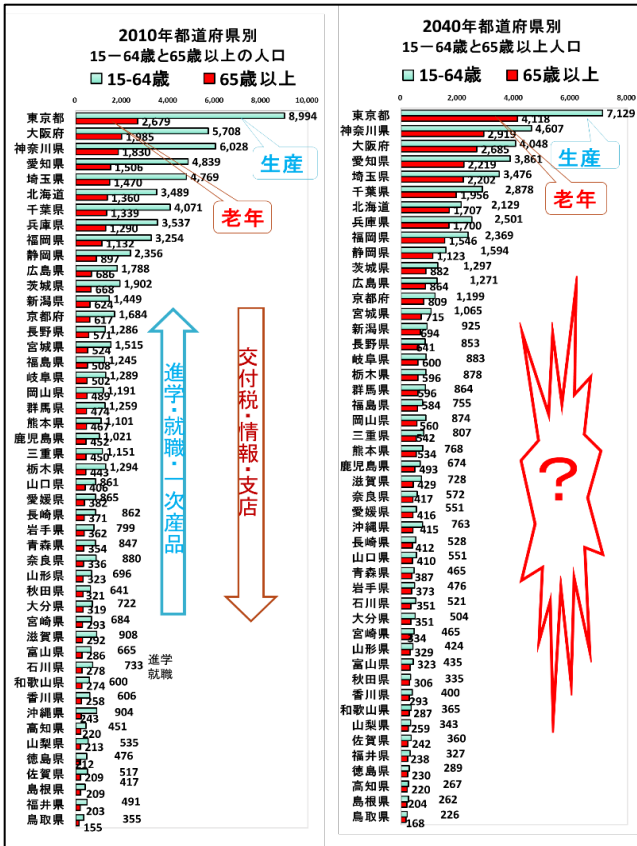 2010年都道府県別
15－64歳と65歳以上の人口
15-64歳 65歳以上
0 2,000 4,000 6,000 8,000 10,000
東京都 8,994 2,679
大阪府 5,708 1,985
神奈川県 6,028 1,830
愛知県 4,839 1,506
埼玉県 4,769 1,470
北海道 3,489 1,360
千葉県 4,071 1,339
兵庫県 3,537 1,290
福岡県 3,254 1,132
静岡県 2,356 897
広島県 1,788 686
茨城県 1,902 668
新潟県 1,449 624
京都府 1,684 617
長野県 1,286 571
宮城県 1,515 524
福島県 1,245 508
岐阜県 1,289 502
岡山県 1,191 489
群馬県 1,259 474
熊本県 1,101 467
鹿児島県 1,021 452
三重県 1,151 450
栃木県 1,294 443
山口県 861 406
愛媛県 865 382
長崎県 862 371
岩手県 799 362
青森県 847 354
奈良県 880 336
山形県 696 323
秋田県 641 321
大分県 722 319
宮崎県 684 293
滋賀県 908 292
富山県 665 286
石川県 733 278
和歌山県 600 274
香川県 606 258
沖縄県 904 243
高知県 451 220
山梨県 535 213
徳島県 476 212
佐賀県 517 209
島根県 417 209
福井県 491 203
鳥取県 355 155
生産
老年
進学・就職・一次産品
交付税・情報・支店
進学
就職
2040年都道府県別
15－64歳と65歳以上人口
15-64歳 65歳以上
0 2,000 4,000 6,000 8,000
東京都 7,129 4,118
神奈川県 4,607 2,919
大阪府 4,048 2,685
愛知県 3,861 2,219
埼玉県 3,476 2,202
千葉県 2,878 1,956
北海道 2,129 1,707
兵庫県 2,501 1,700
福岡県 2,369 1,546
静岡県 1,594 1,123
茨城県 1,297 882
広島県 1,271 864
京都府 1,199 809
宮城県 1,065 715
新潟県 925 694
長野県 853 641
岐阜県 883 600
栃木県 878 596
群馬県 864 596
福島県 755 584
岡山県 874 560
三重県 807 542
熊本県 768 534
鹿児島県 674 493
滋賀県 728 429
奈良県 572 417
愛媛県 551 416
沖縄県 763 415
長崎県 528 412
山口県 551 410
青森県 465 387
岩手県 476 373
石川県 521 351
大分県 504 351
宮崎県 465 334
山形県 424 329
富山県 435 323
秋田県 335 306
香川県 400 293
和歌山県 365 287
山梨県 343 259
佐賀県 360 242
福井県 327 238
徳島県 289 230
高知県 267 220
島根県 262 204
鳥取県 226 168
生産
老年
？